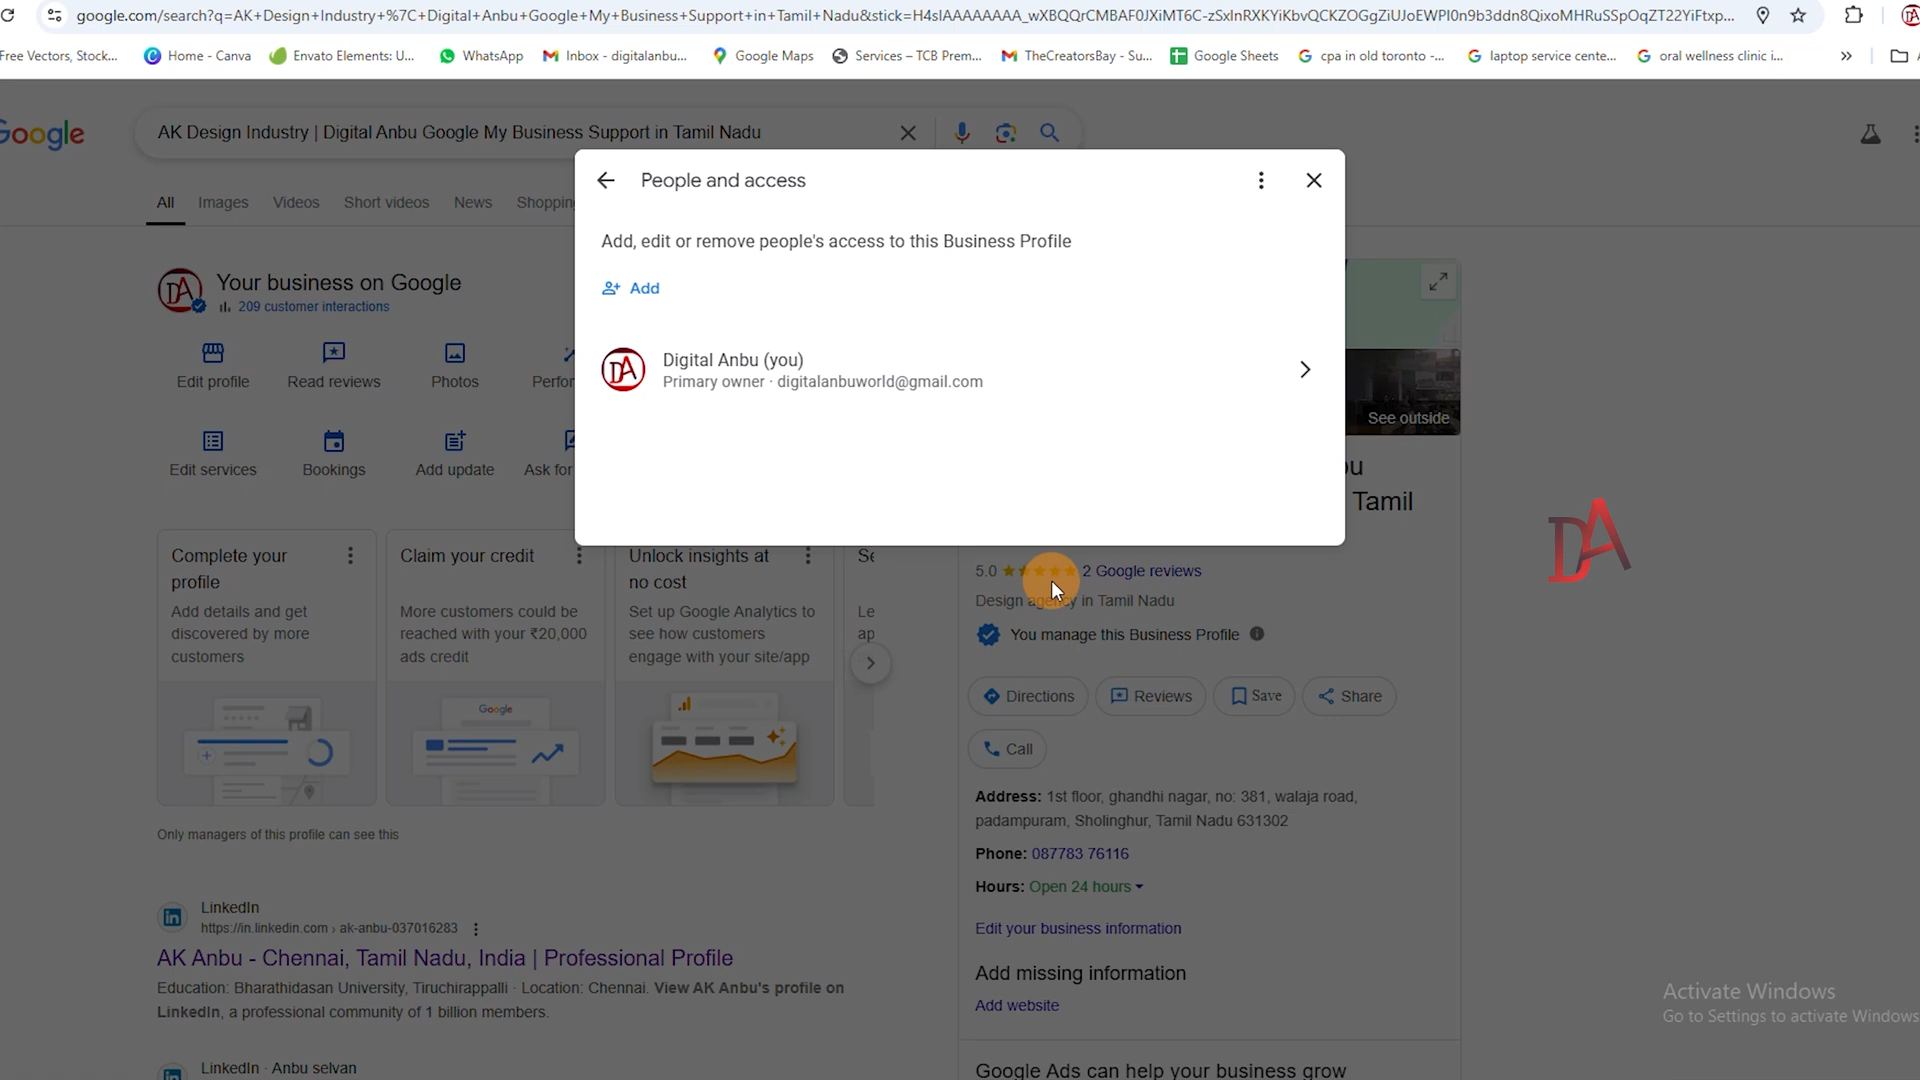 google.com/search?q=AK+Design+Industry+%7C+Digital+Anbu+Google+My+Business+Support+in+Tamil+Nadu&stick=H4sIAAAAAAAA_wXBQQrCMBAF0JXiMT6C-zSxlnRXKYiKbvQCKZOGgZiUJoEWPI0n9b3ddn8QixoMHRuSSpOqZT22YiFtxp...
Free Vectors, Stock...
Home - Canva
Envato Elements: U...
WhatsApp
Inbox - digitalanbu...
Google Maps
Services – TCB Prem...
TheCreatorsBay - Su...
Google Sheets
cpa in old toronto -...
laptop service cente...
oral wellness clinic i...
Google
AK Design Industry | Digital Anbu Google My Business Support in Tamil Nadu
All
Images
Videos
Short videos
News
Shopping
People and access
Add, edit or remove people's access to this Business Profile
Add
DA
Digital Anbu (you)
Primary owner · digitalanbuworld@gmail.com
DA
Your business on Google
209 customer interactions
Edit profile
Read reviews
Photos
Perfor
Edit services
Bookings
Add update
Ask for
Complete your
profile
Add details and get
discovered by more
customers
Claim your credit
More customers could be
reached with your ₹20,000
ads credit
Google
Unlock insights at
no cost
Set up Google Analytics to
see how customers
engage with your site/app
Se
Le
ap
Only managers of this profile can see this
LinkedIn
https://in.linkedin.com › ak-anbu-037016283
AK Anbu - Chennai, Tamil Nadu, India | Professional Profile
Education: Bharathidasan University, Tiruchirappalli · Location: Chennai. View AK Anbu's profile on
LinkedIn, a professional community of 1 billion members.
LinkedIn · Anbu selvan
See outside
Tamil
5.0
2 Google reviews
Design agency in Tamil Nadu
You manage this Business Profile
Directions
Reviews
Save
Share
Call
Address: 1st floor, ghandhi nagar, no: 381, walaja road,
padampuram, Sholinghur, Tamil Nadu 631302
Phone: 087783 76116
Hours: Open 24 hours
Edit your business information
Add missing information
Add website
Google Ads can help your business grow
DA
Activate Windows
Go to Settings to activate Windows